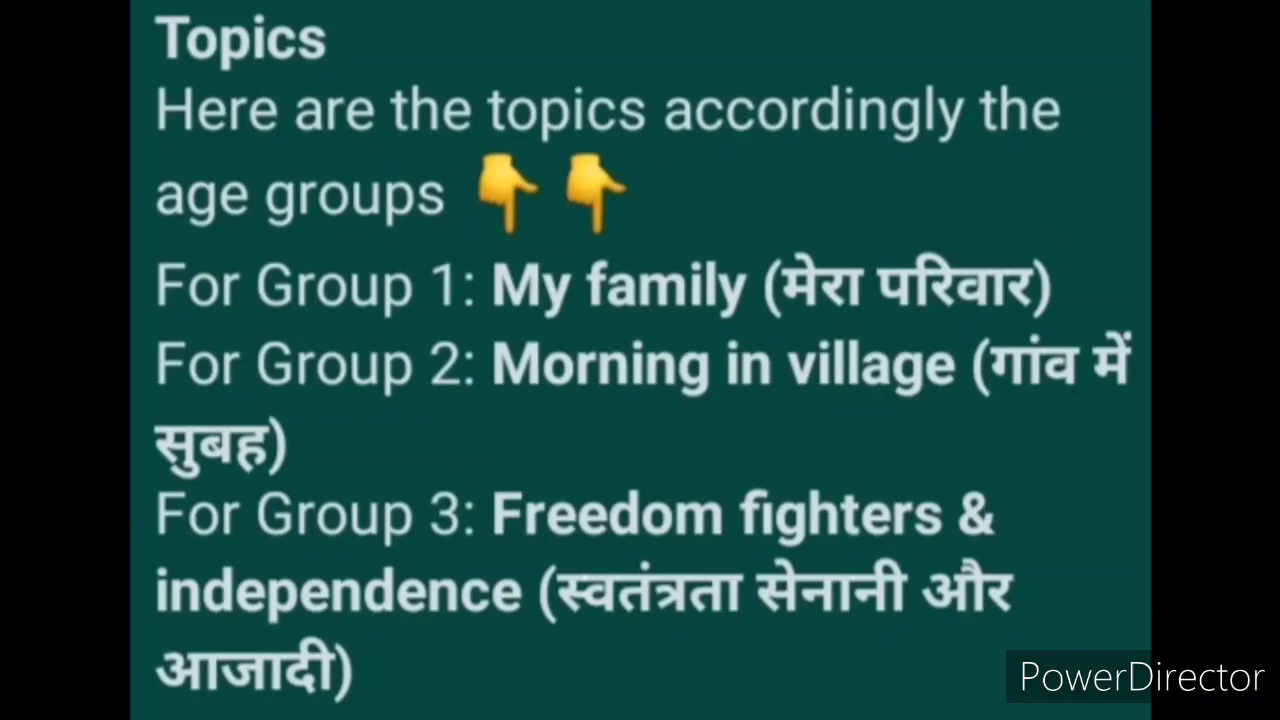 Topics
Here are the topics accordingly the
age groups 👇👇
For Group 1: My family (मेरा परिवार)
For Group 2: Morning in village (गांव में
सुबह)
For Group 3: Freedom fighters &
independence (स्वतंत्रता सेनानी और
आजादी)
PowerDirector